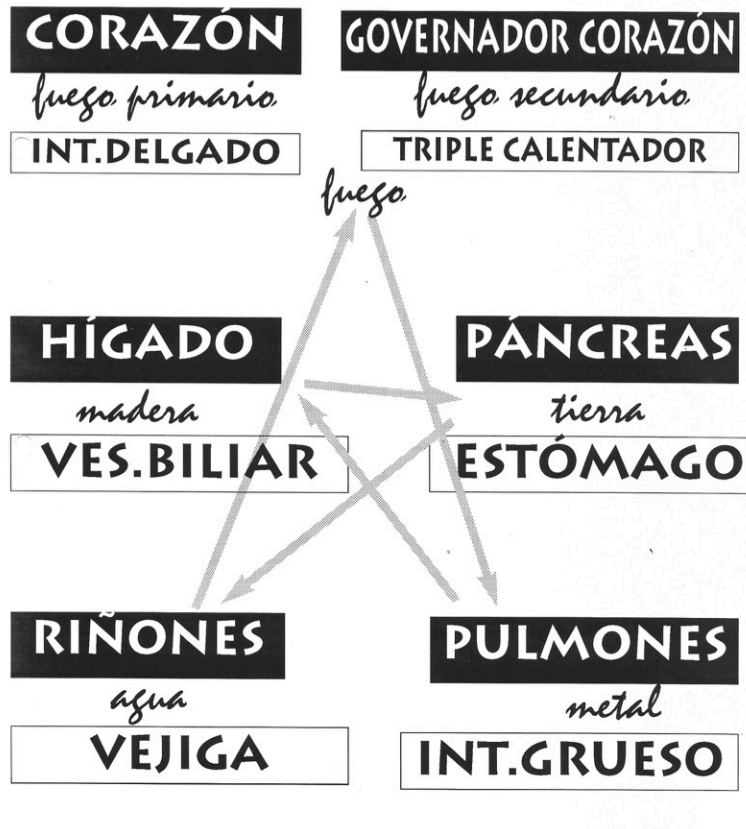 CORAZÓN
fuego primario
INT.DELGADO
GOVERNADOR CORAZÓN
fuego secundario
TRIPLE CALENTADOR
fuego
HÍGADO
madera
VES.BILIAR
PÁNCREAS
tierra
ESTÓMAGO
RIÑONES
agua
VEJIGA
PULMONES
metal
INT.GRUESO